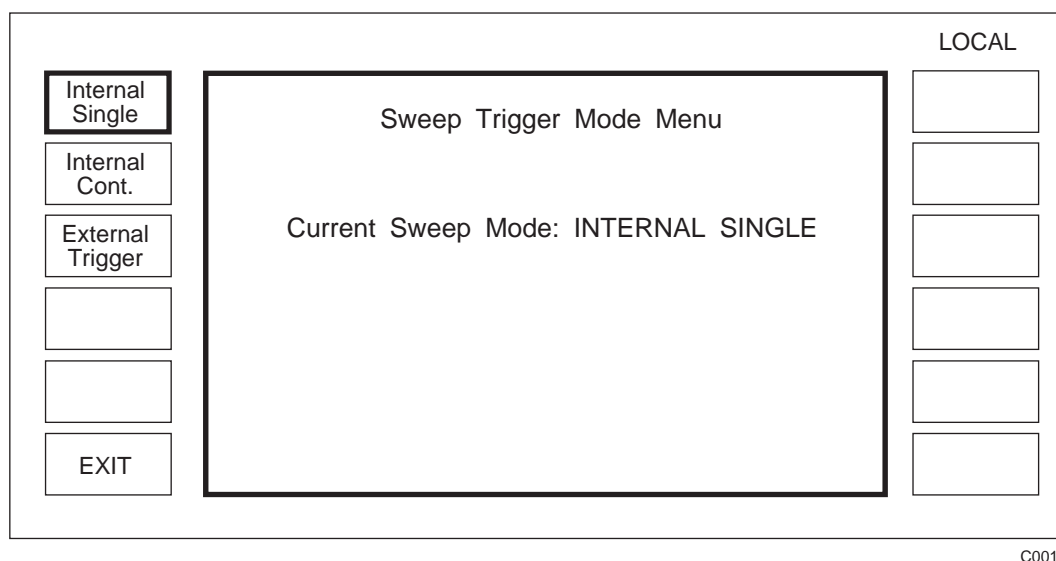 LOCAL
Internal
Single
Internal
Cont.
External
Trigger
EXIT
Sweep Trigger Mode Menu
Current Sweep Mode: INTERNAL SINGLE
C001